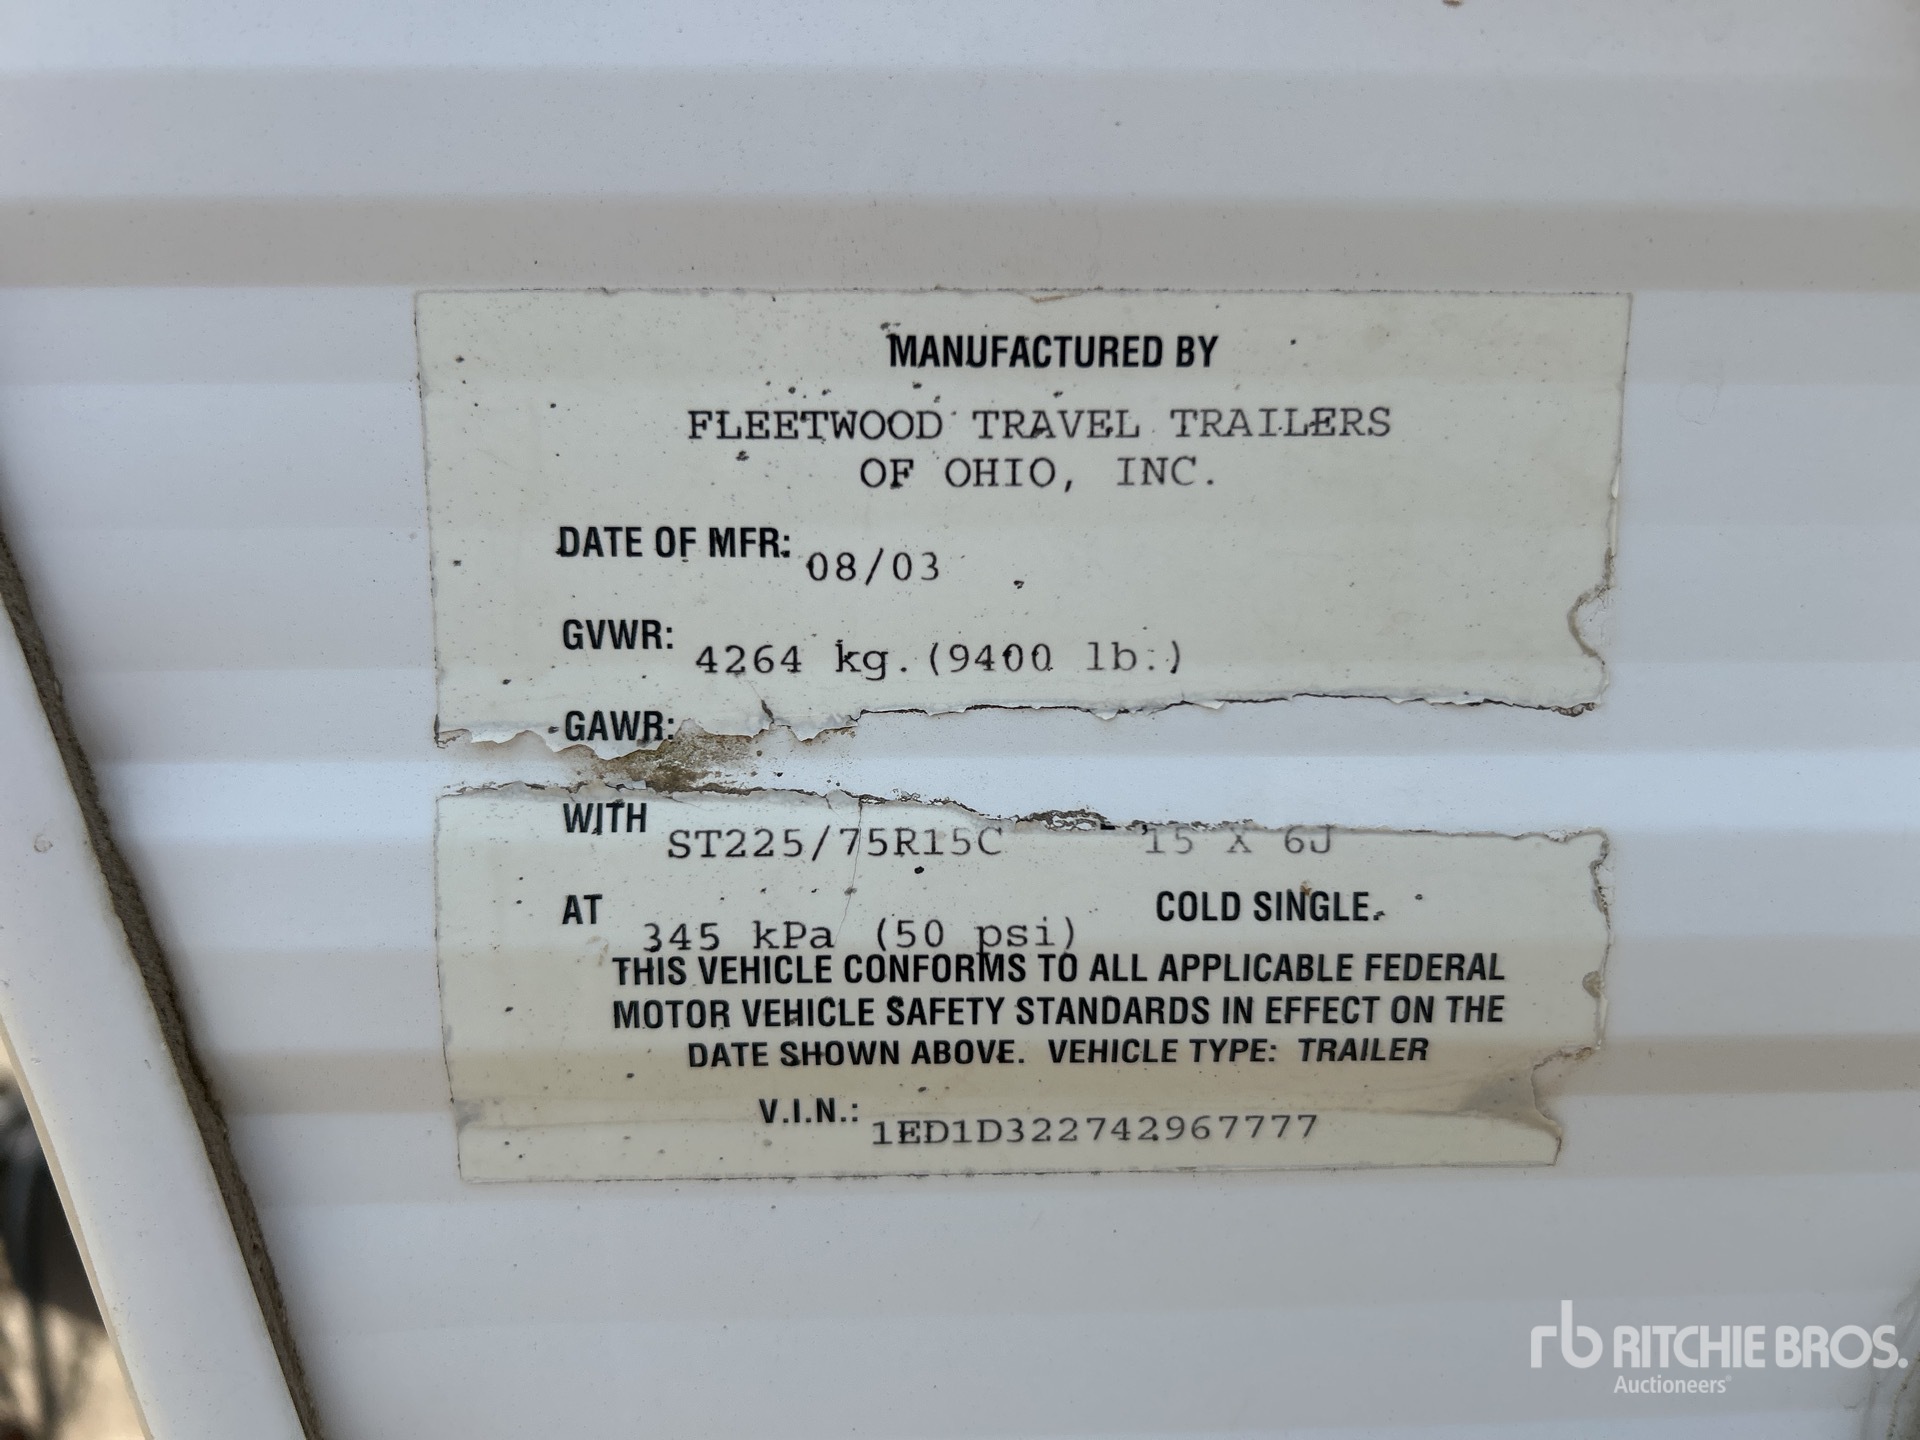 MANUFACTURED BY
FLEETWOOD TRAVEL TRAILERS
OF OHIO, INC.
DATE OF MFR: 08/03
GVWR: 4264 kg.(9400 lb.)
GAWR:
WITH ST225/75R15C 15 X 6J
AT 345 kPa (50 psi) COLD SINGLE.
THIS VEHICLE CONFORMS TO ALL APPLICABLE FEDERAL
MOTOR VEHICLE SAFETY STANDARDS IN EFFECT ON THE
DATE SHOWN ABOVE. VEHICLE TYPE: TRAILER
V.I.N.: 1ED1D322742967777
rb RITCHIE BROS.
Auctioneers